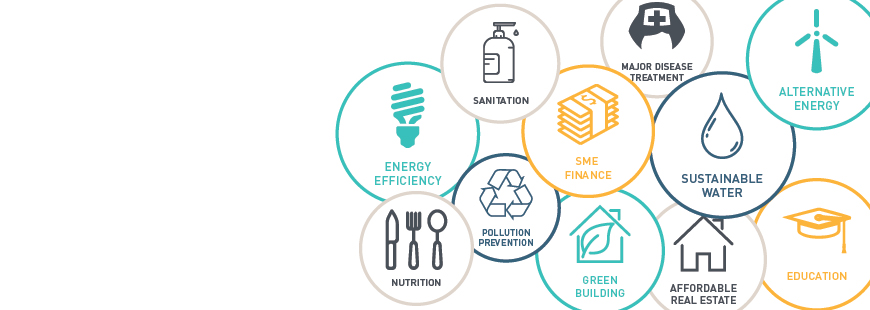 SANITATION
MAJOR DISEASE
TREATMENT
ALTERNATIVE
ENERGY
ENERGY
EFFICIENCY
SME
FINANCE
SUSTAINABLE
WATER
POLLUTION
PREVENTION
NUTRITION
GREEN
BUILDING
AFFORDABLE
REAL ESTATE
EDUCATION